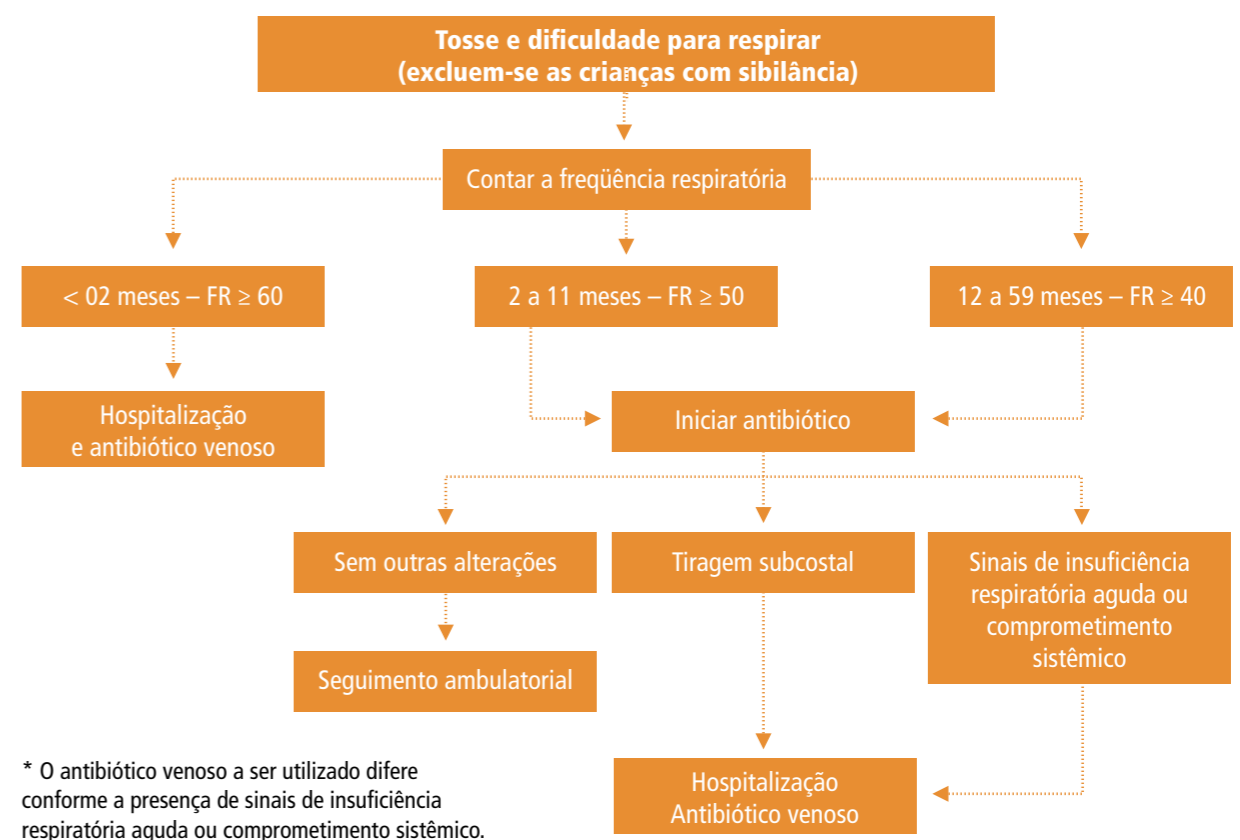 Tosse e dificuldade para respirar
(excluem-se as crianças com sibilância)
Contar a freqüência respiratória
< 02 meses – FR ≥ 60
2 a 11 meses – FR ≥ 50
12 a 59 meses – FR ≥ 40
Hospitalização
e antibiótico venoso
Iniciar antibiótico
Sem outras alterações
Tiragem subcostal
Sinais de insuficiência
respiratória aguda ou
comprometimento
sistêmico
Seguimento ambulatorial
Hospitalização
Antibiótico venoso
* O antibiótico venoso a ser utilizado difere
conforme a presença de sinais de insuficiência
respiratória aguda ou comprometimento sistêmico.